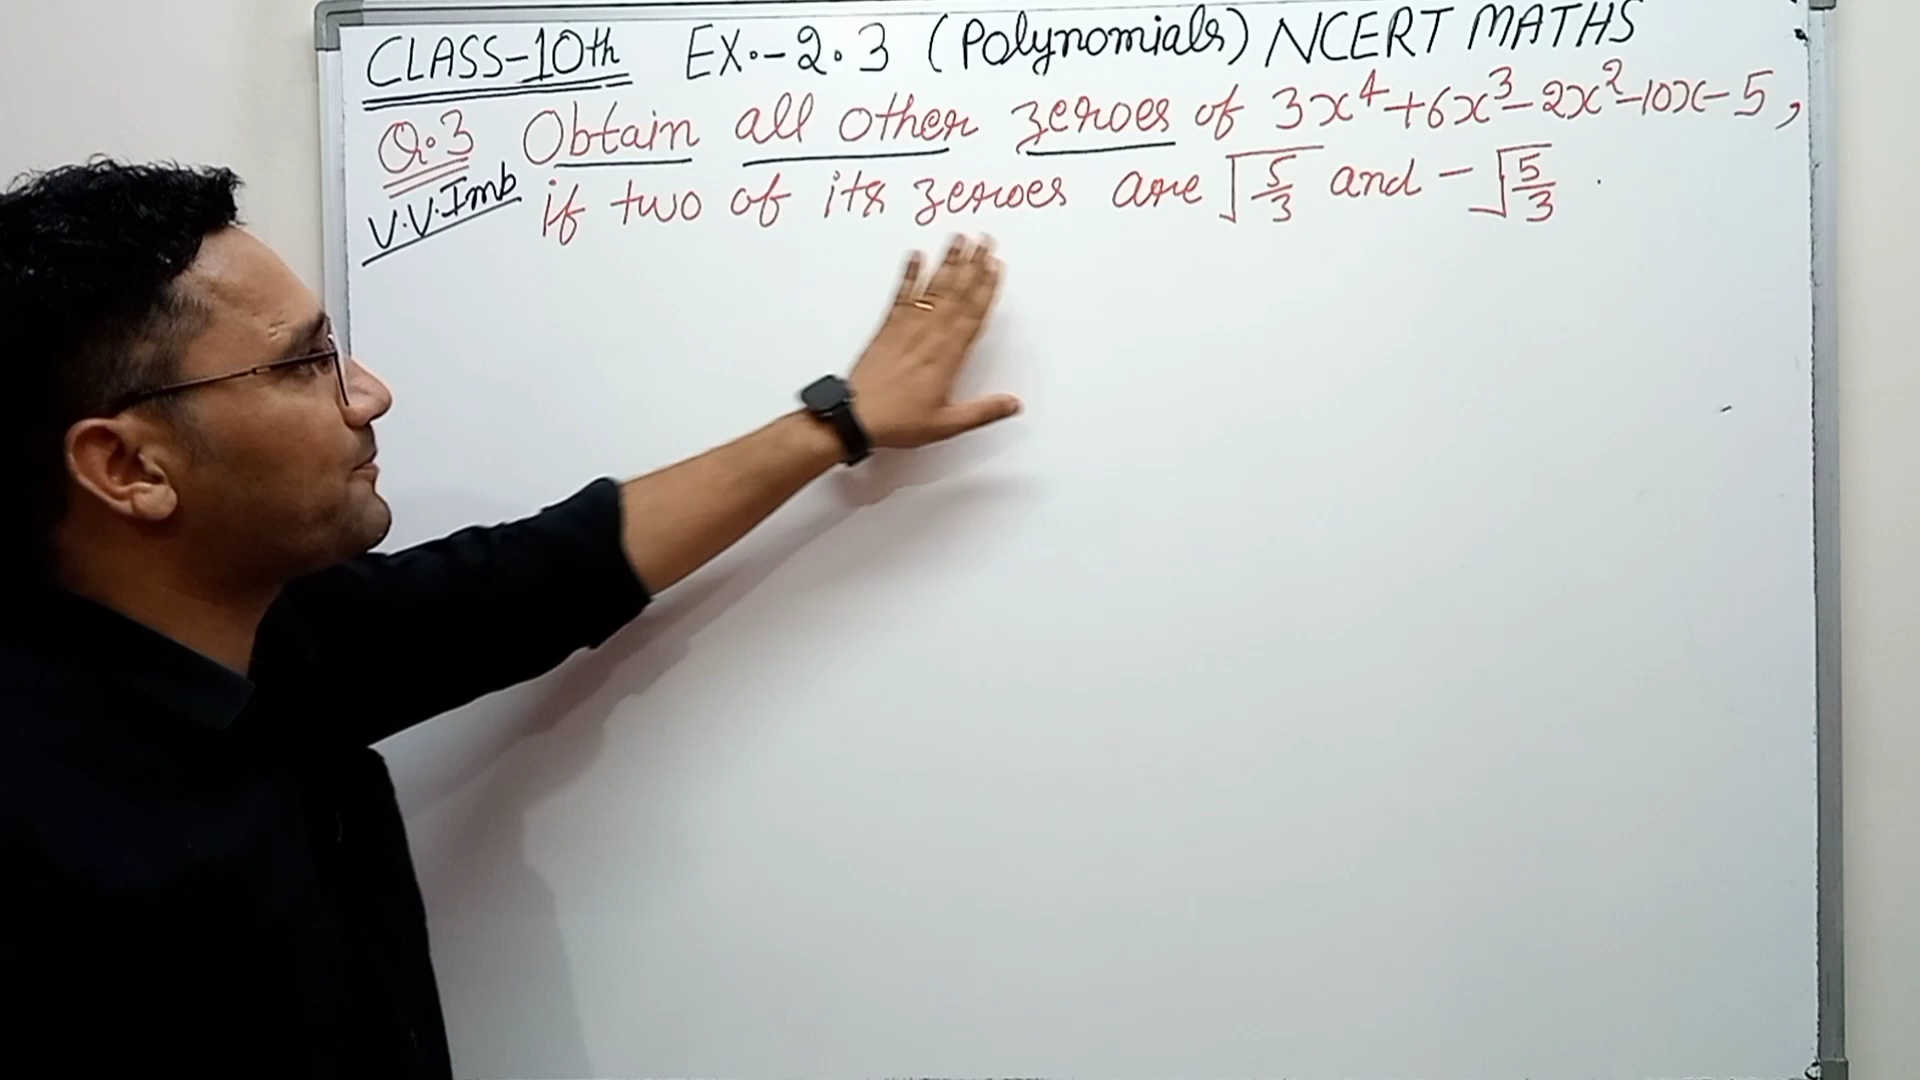 CLASS-10th EX.-2.3 (Polynomials) NCERT MATHS
Q.3 Obtain all other zeroes of 3x⁴+6x³-2x²-10x-5,
V.V.Imb if two of its zeroes are √5/3 and -√5/3.